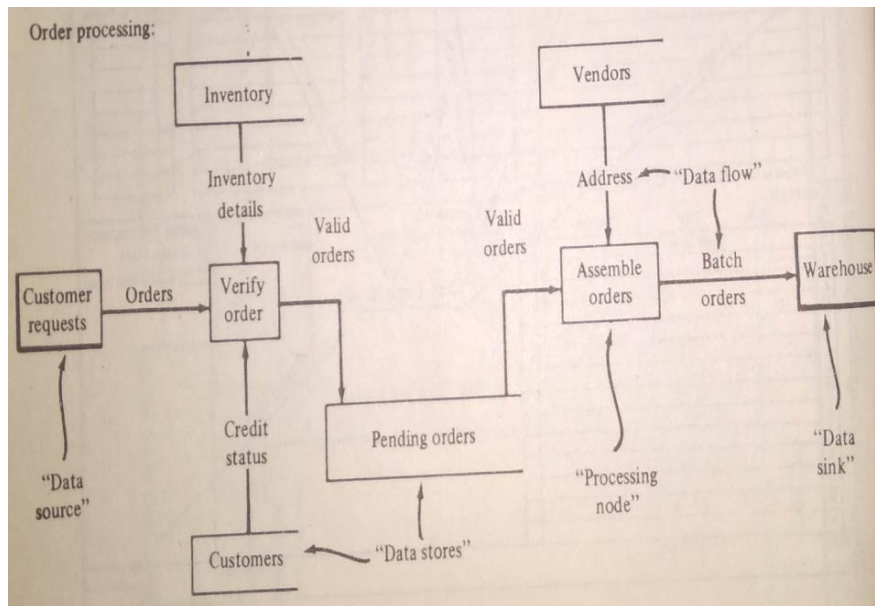 Order processing:
Inventory
Vendors
Inventory
details
Address
“Data flow”
Valid
orders
Valid
orders
Customer
requests
Orders
Verify
order
Assemble
orders
Batch
orders
Warehouse
Credit
status
Pending orders
“Data
source”
“Processing
node”
“Data
sink”
Customers
“Data stores”